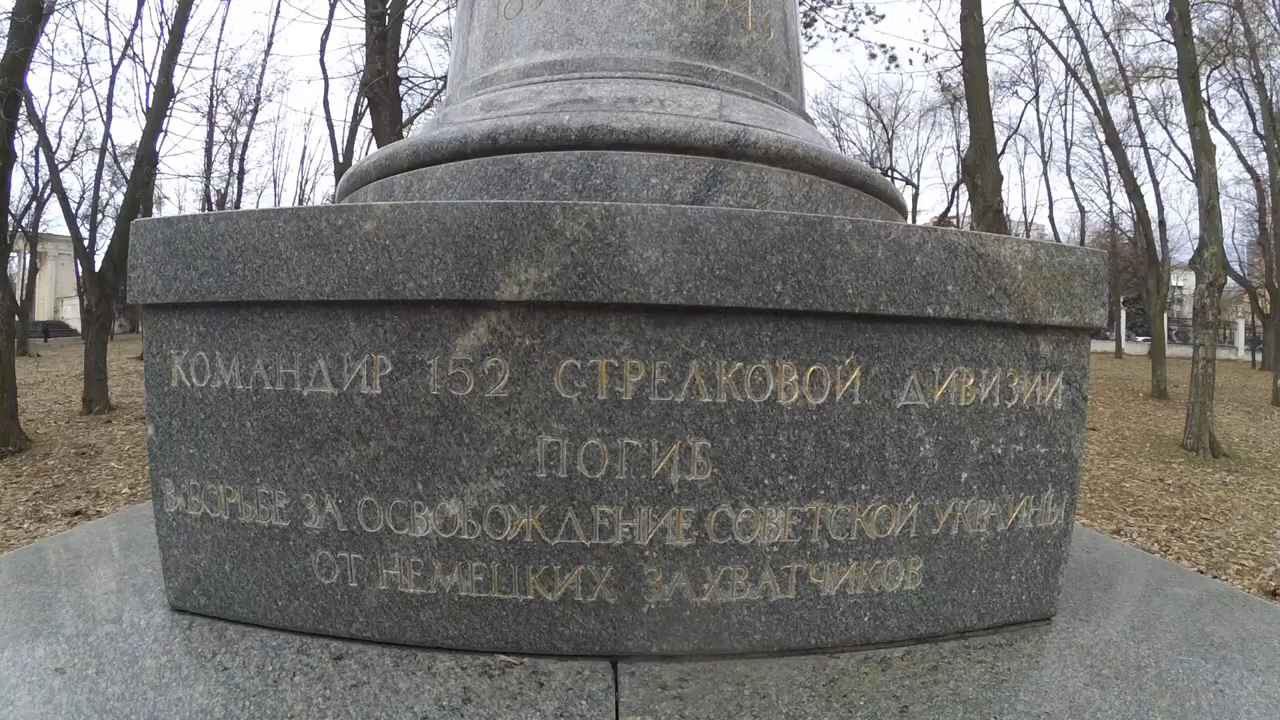 КОМАНДИР 152 СТРЕЛКОВОЙ ДИВИЗИИ
ПОГИБ
В БОРЬБЕ ЗА ОСВОБОЖДЕНИЕ СОВЕТСКОЙ УКРАИНЫ
ОТ НЕМЕЦКИХ ЗАХВАТЧИКОВ